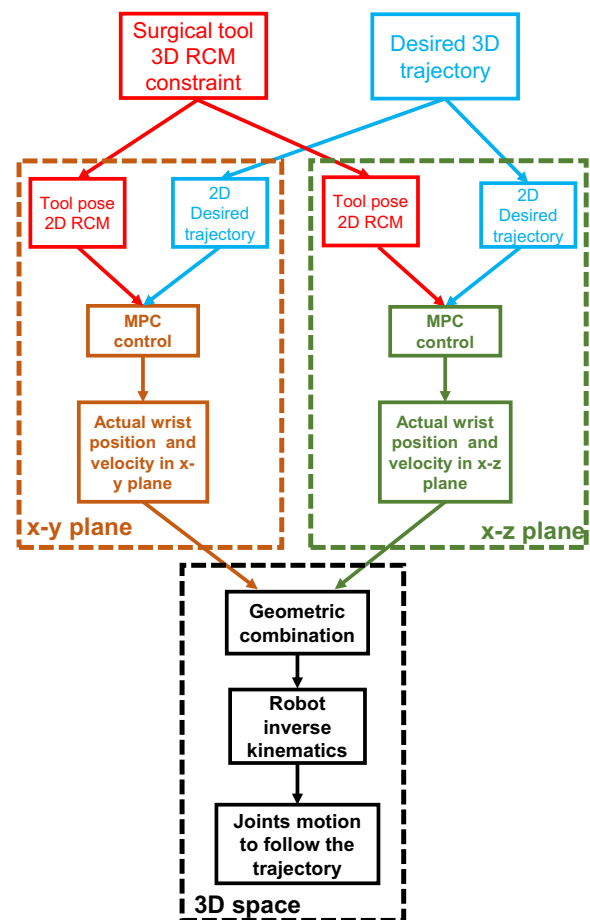 Surgical tool
3D RCM
constraint
Desired 3D
trajectory
Tool pose
2D RCM
2D
Desired
trajectory
MPC
control
Actual wrist
position and
velocity in x-
y plane
x-y plane
Tool pose
2D RCM
2D
Desired
trajectory
MPC
control
Actual wrist
position and
velocity in x-z
plane
x-z plane
Geometric
combination
Robot
inverse
kinematics
Joints motion
to follow the
trajectory
3D space